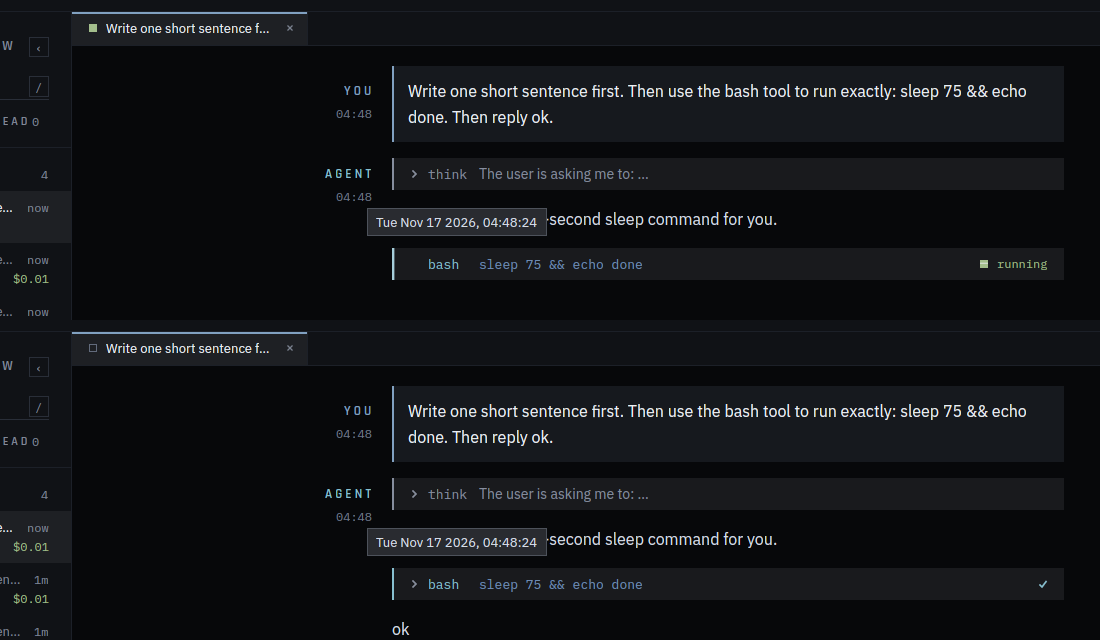 Write one short sentence f... ×
W ‹
/
YOU
04:48
Write one short sentence first. Then use the bash tool to run exactly: sleep 75 && echo
done. Then reply ok.
EAD 0
AGENT
04:48
think The user is asking me to: ...
4
e... now
Tue Nov 17 2026, 04:48:24
-second sleep command for you.
e... now
$0.01
bash sleep 75 && echo done running
e... now
Write one short sentence f... ×
W ‹
/
YOU
04:48
Write one short sentence first. Then use the bash tool to run exactly: sleep 75 && echo
done. Then reply ok.
EAD 0
AGENT
04:48
think The user is asking me to: ...
4
e... now
$0.01
Tue Nov 17 2026, 04:48:24
-second sleep command for you.
en... 1m
$0.01
bash sleep 75 && echo done ✓
en... 1m
ok